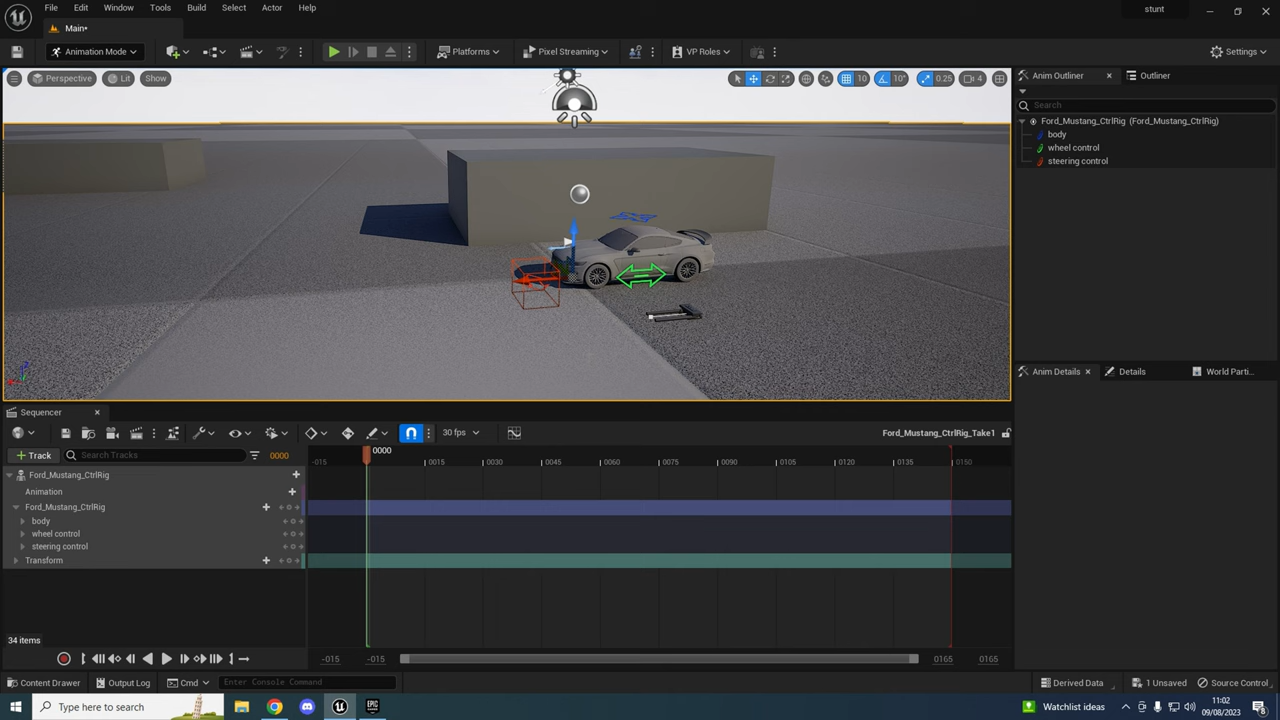 File Edit Window Tools Build Select Actor Help
stunt
Main*
Animation Mode
Platforms
Pixel Streaming
VP Roles
Settings
Perspective Lit Show
10 10° 0.25 4
Anim Outliner Outliner
Search
Ford_Mustang_CtrlRig (Ford_Mustang_CtrlRig)
body
wheel control
steering control
Anim Details Details World Parti...
Sequencer
30 fps
Ford_Mustang_CtrlRig_Take1
Track Search Tracks 0000
0000
-015 0015 0030 0045 0060 0075 0090 0105 0120 0135 0150
Ford_Mustang_CtrlRig
Animation
Ford_Mustang_CtrlRig
body
wheel control
steering control
Transform
34 items
-015 -015 0165 0165
Content Drawer Output Log Cmd Enter Console Command Derived Data 1 Unsaved Source Control
Type here to search
Watchlist ideas
11:02
09/08/2023
8